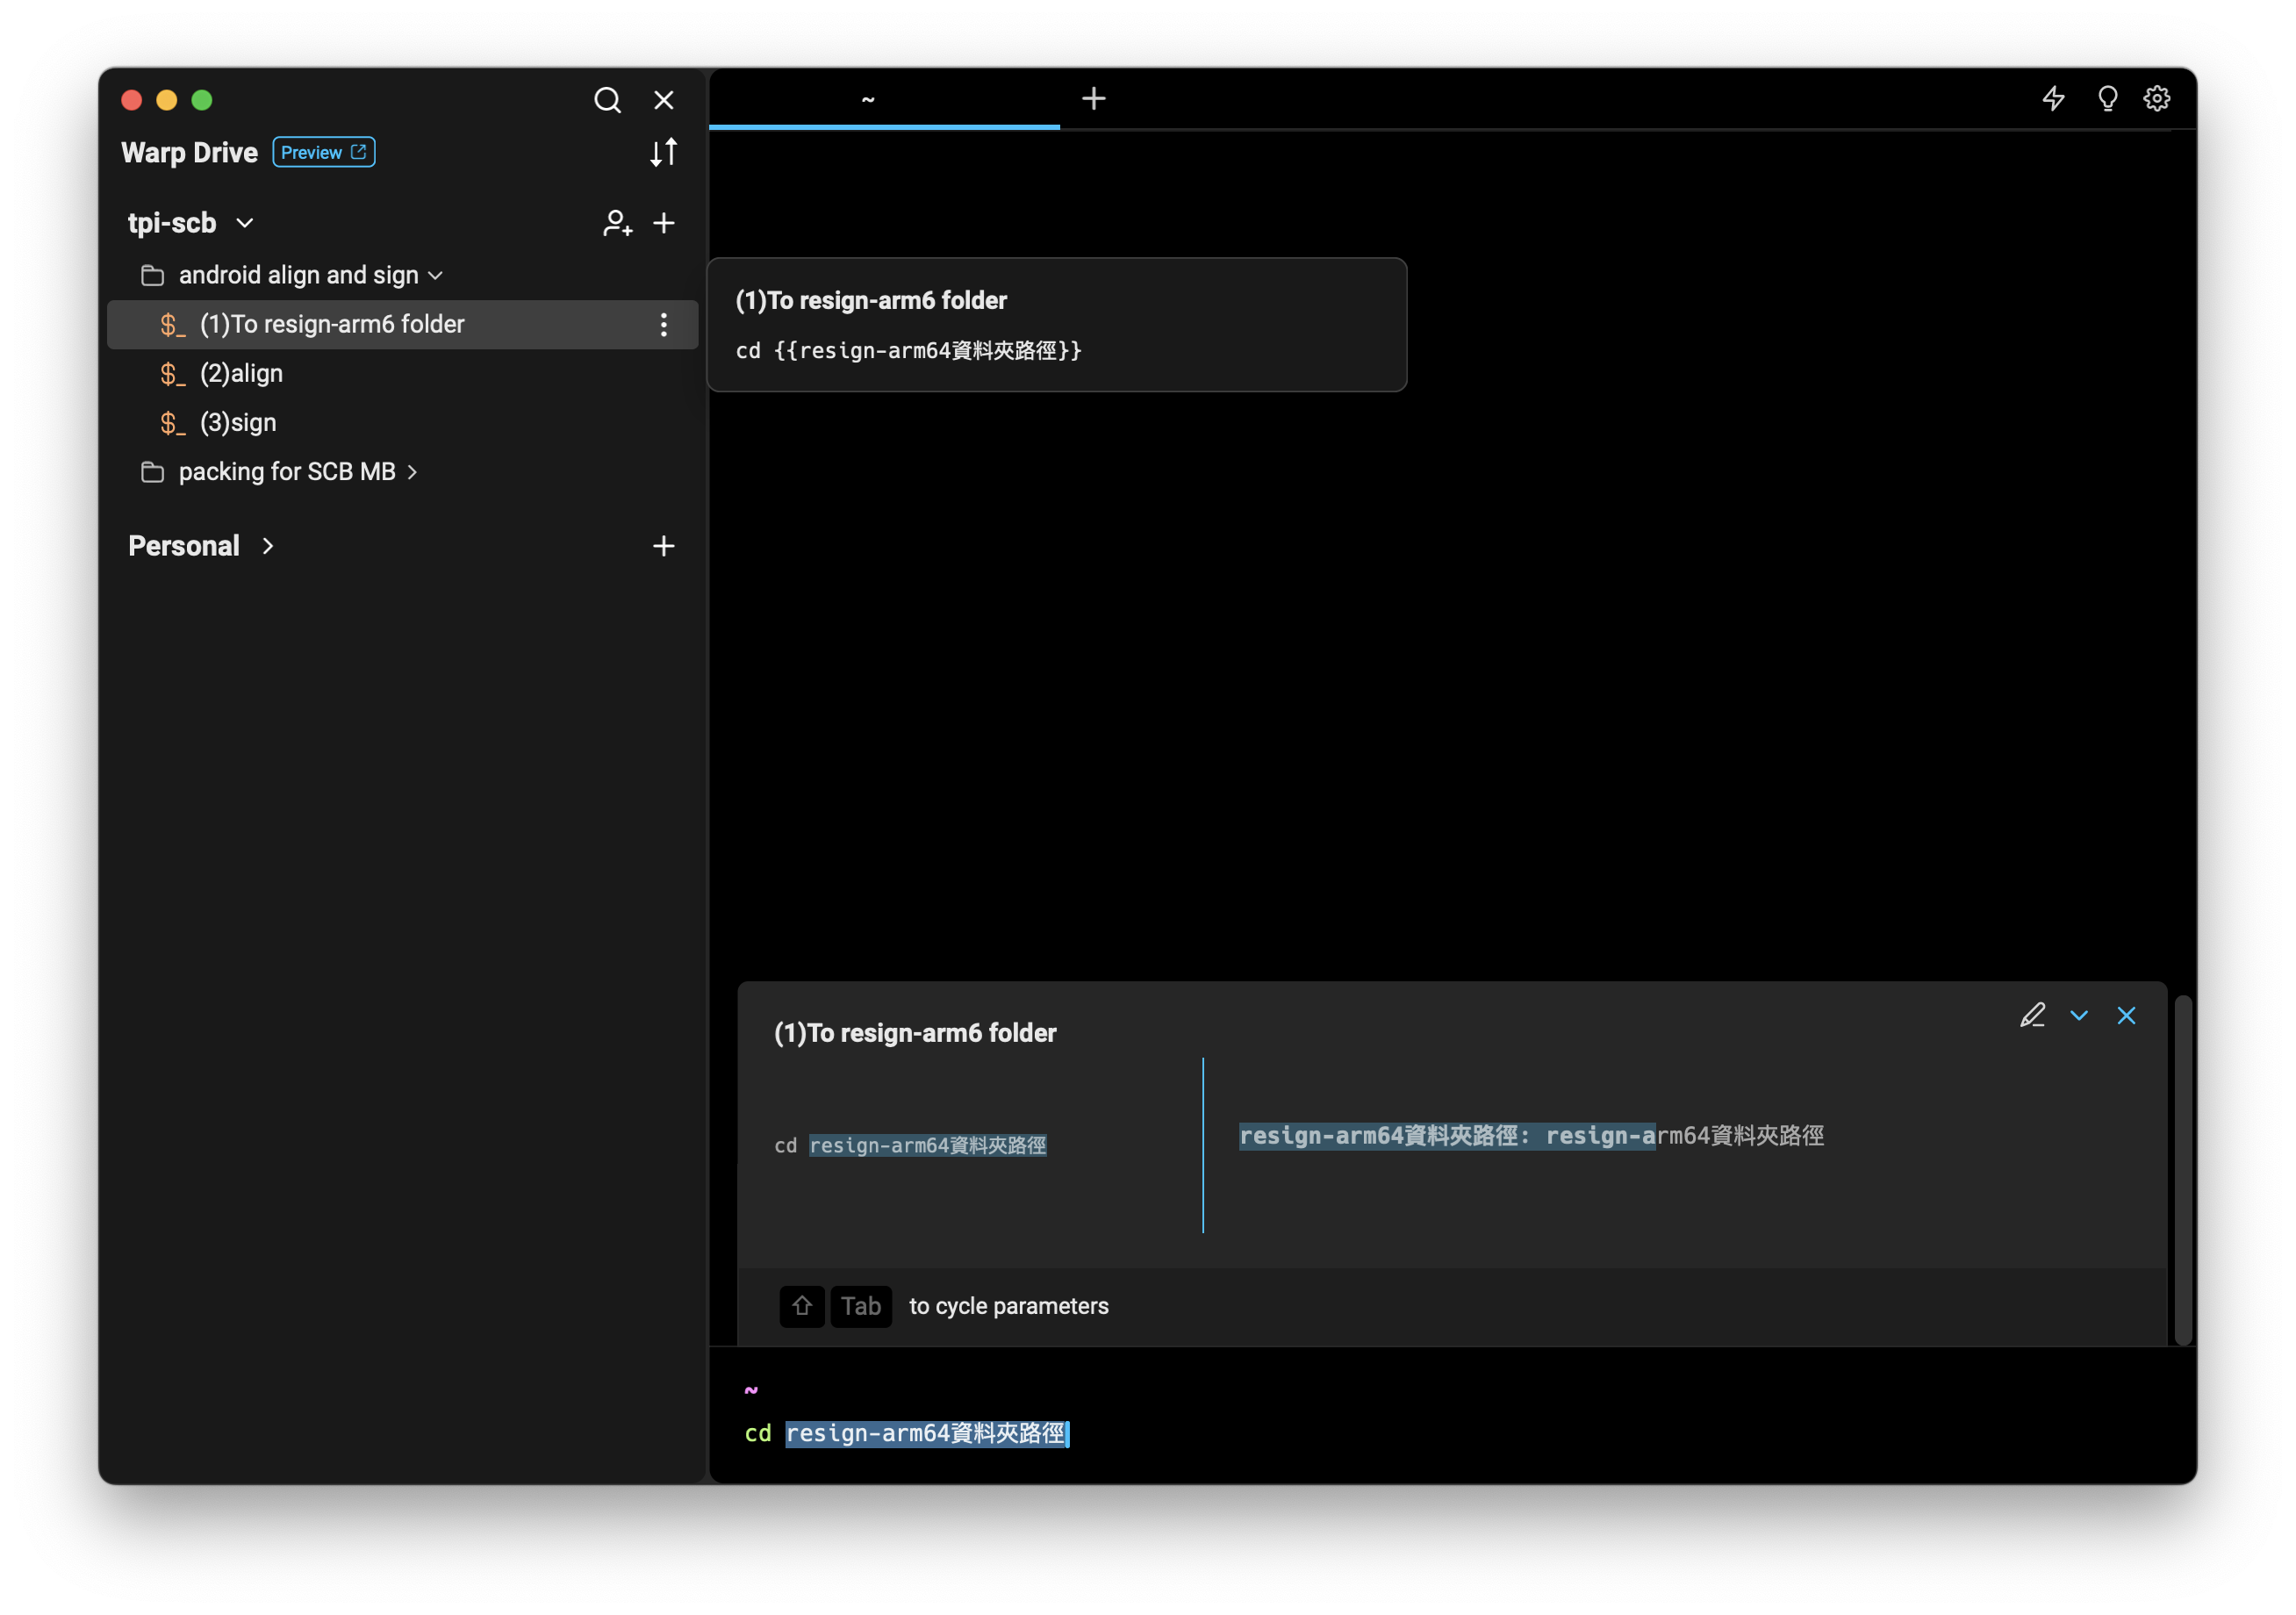 Warp Drive Preview
tpi-scb
android align and sign
$_ (1)To resign-arm6 folder
$_ (2)align
$_ (3)sign
packing for SCB MB
Personal
~
(1)To resign-arm6 folder
cd {{resign-arm64資料夾路徑}}
(1)To resign-arm6 folder
cd resign-arm64資料夾路徑
resign-arm64資料夾路徑: resign-arm64資料夾路徑
Tab to cycle parameters
~
cd resign-arm64資料夾路徑